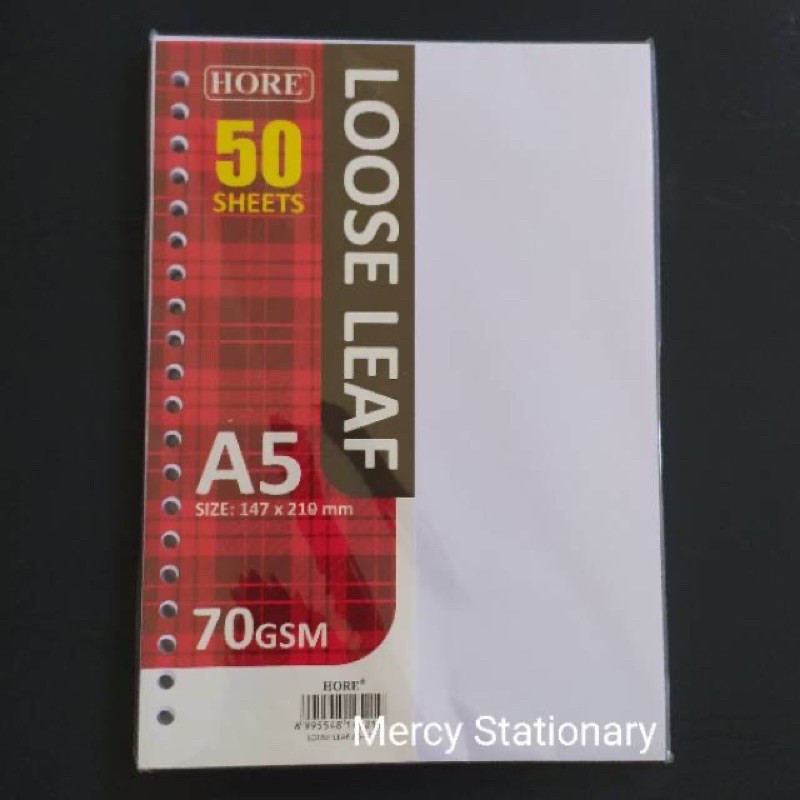 HORE
50
SHEETS
LOOSE LEAF
A5
SIZE: 147 x 210 mm
70GSM
HORE®
Mercy Stationary